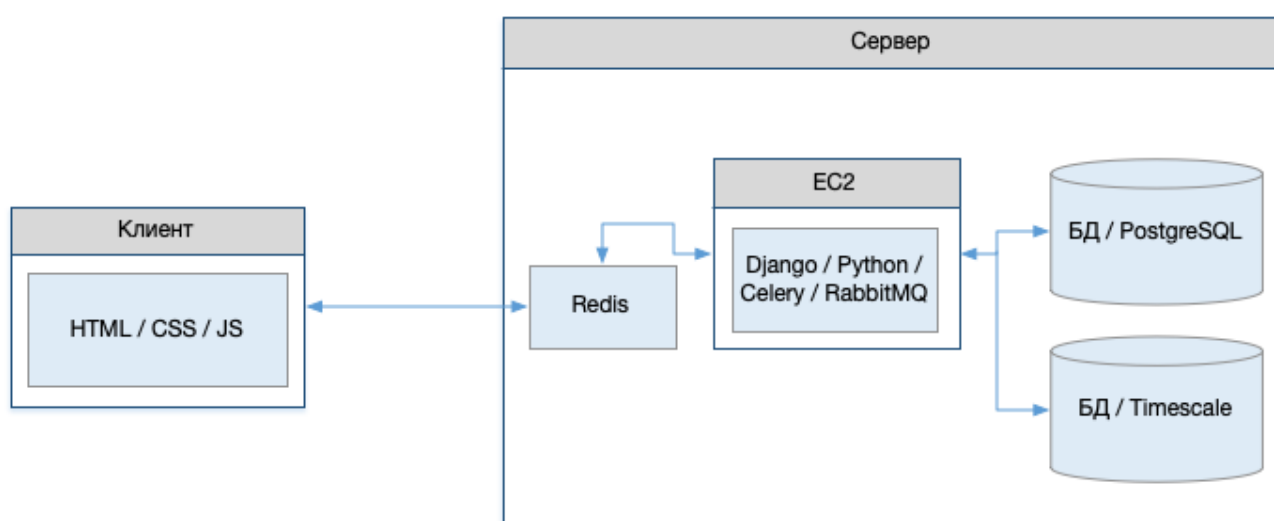 Сервер
EC2
Клиент
БД / PostgreSQL
Django / Python /
Celery / RabbitMQ
Redis
HTML / CSS / JS
БД / Timescale